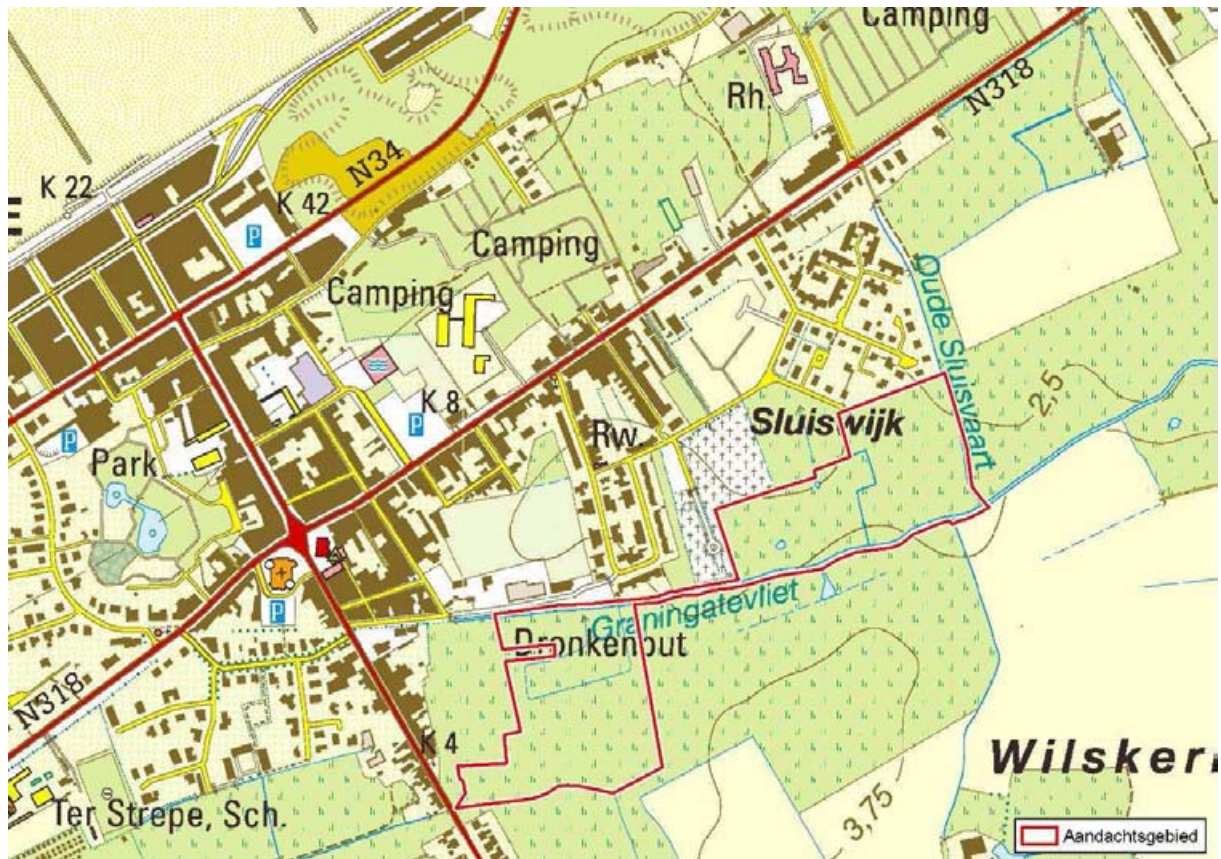 Camping
N318
Rh.
N34
K 22
K 42
E
P
Camping
Camping
Oude Sluisvaart
K 8
P
2,5
Sluiswijk
Rw.
P
Park
Graningatevliet
P
Dronkenput
N318
K 4
Wilskerk
Ter Strepe, Sch.
3,75
Aandachtsgebied